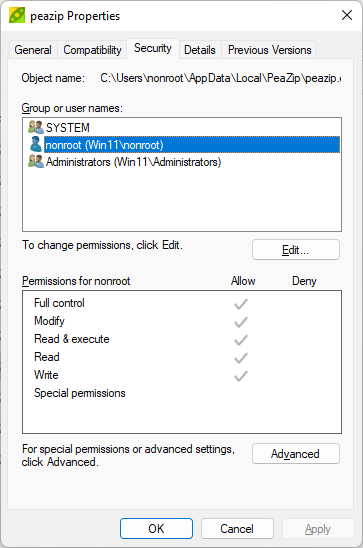 peazip Properties
General Compatibility Security Details Previous Versions
Object name: C:\Users\nonroot\AppData\Local\PeaZip\peazip.e
Group or user names:
SYSTEM
nonroot (Win11\nonroot)
Administrators (Win11\Administrators)
To change permissions, click Edit.
Edit...
Permissions for nonroot Allow Deny
Full control
Modify
Read & execute
Read
Write
Special permissions
For special permissions or advanced settings,
click Advanced.
Advanced
OK Cancel Apply